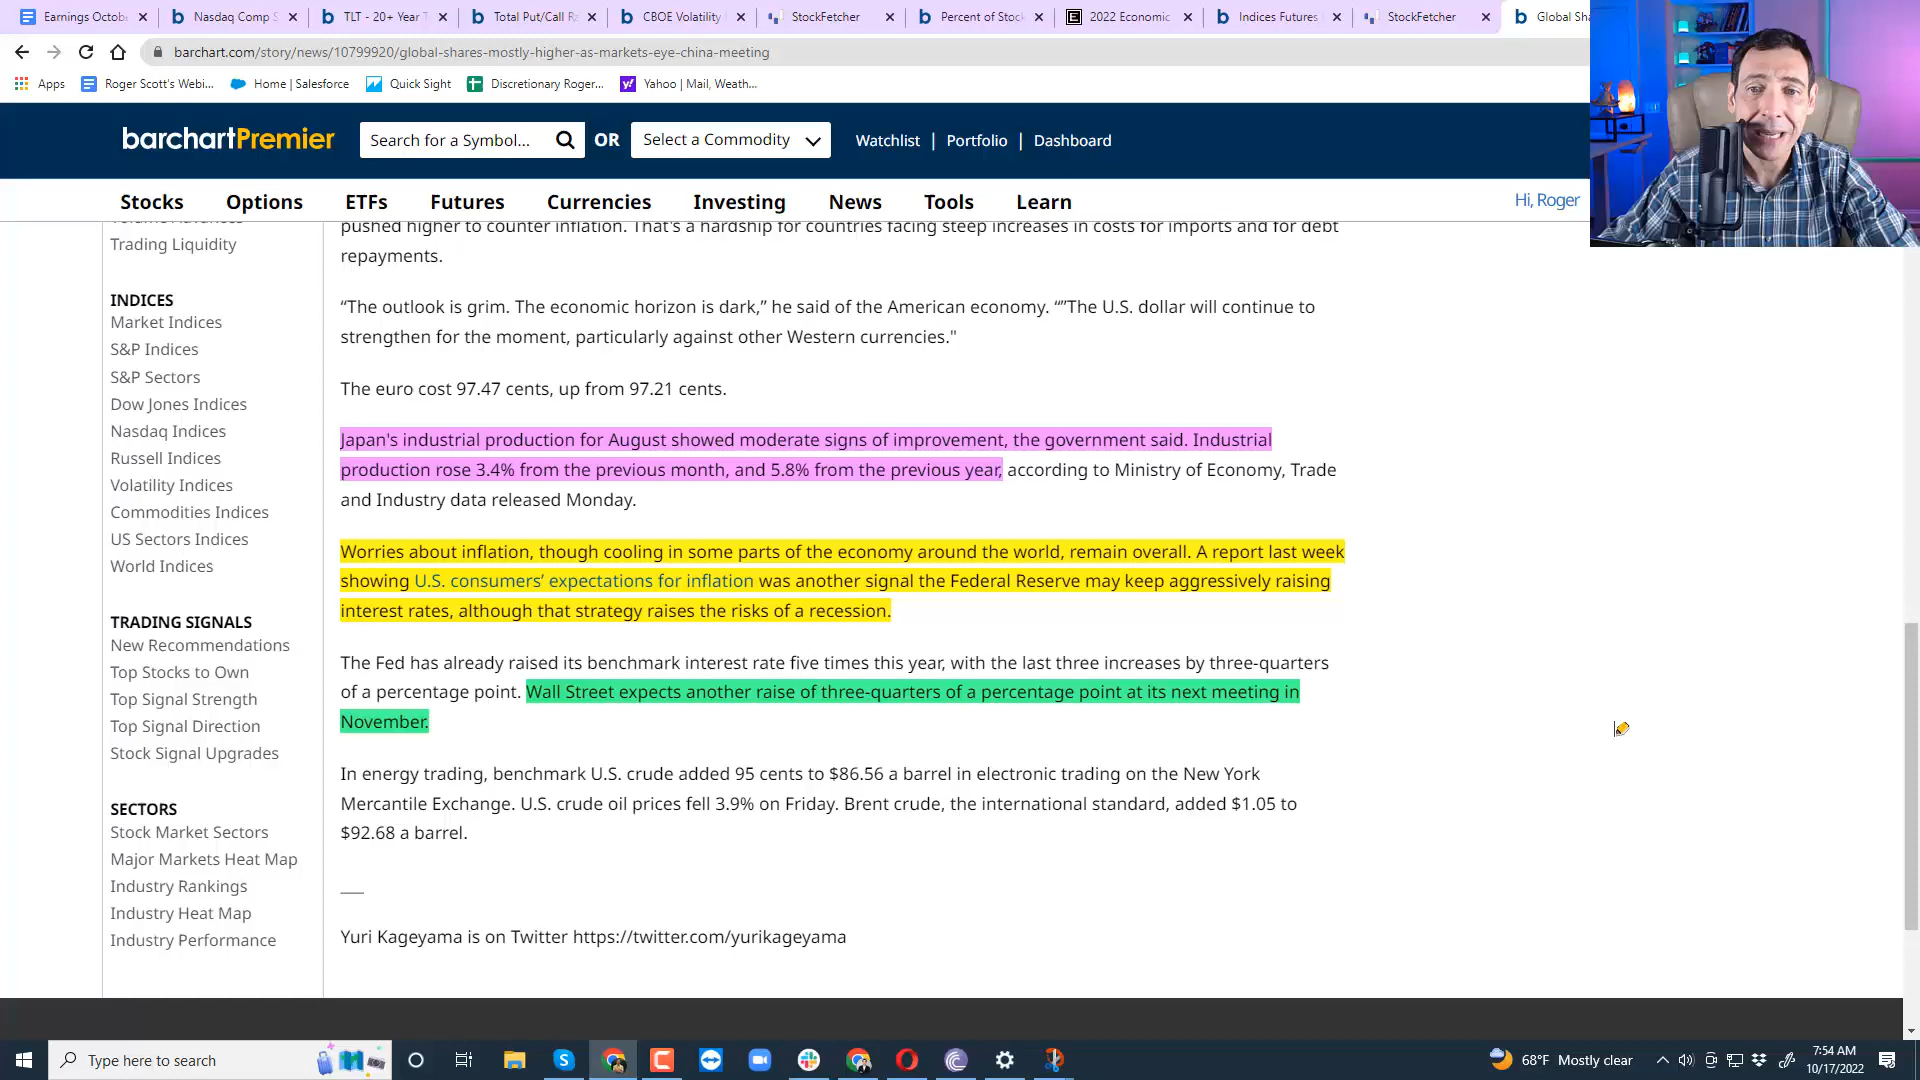 Earnings Octobe
Nasdaq Comp S
TLT - 20+ Year T
Total Put/Call Ra
CBOE Volatility
StockFetcher
Percent of Stock
2022 Economic
Indices Futures
StockFetcher
Global Sha
barchart.com/story/news/10799920/global-shares-mostly-higher-as-markets-eye-china-meeting
Apps
Roger Scott's Webi...
Home | Salesforce
Quick Sight
Discretionary Roger...
Yahoo | Mail, Weath...
barchartPremier
Search for a Symbol...
OR
Select a Commodity
Watchlist | Portfolio | Dashboard
Stocks Options ETFs Futures Currencies Investing News Tools Learn
Hi, Roger
Trading Liquidity
INDICES
Market Indices
S&P Indices
S&P Sectors
Dow Jones Indices
Nasdaq Indices
Russell Indices
Volatility Indices
Commodities Indices
US Sectors Indices
World Indices
TRADING SIGNALS
New Recommendations
Top Stocks to Own
Top Signal Strength
Top Signal Direction
Stock Signal Upgrades
SECTORS
Stock Market Sectors
Major Markets Heat Map
Industry Rankings
Industry Heat Map
Industry Performance
pushed higher to counter inflation. That's a hardship for countries facing steep increases in costs for imports and for debt
repayments.
“The outlook is grim. The economic horizon is dark,” he said of the American economy. “”The U.S. dollar will continue to
strengthen for the moment, particularly against other Western currencies."
The euro cost 97.47 cents, up from 97.21 cents.
Japan's industrial production for August showed moderate signs of improvement, the government said. Industrial
production rose 3.4% from the previous month, and 5.8% from the previous year, according to Ministry of Economy, Trade
and Industry data released Monday.
Worries about inflation, though cooling in some parts of the economy around the world, remain overall. A report last week
showing U.S. consumers’ expectations for inflation was another signal the Federal Reserve may keep aggressively raising
interest rates, although that strategy raises the risks of a recession.
The Fed has already raised its benchmark interest rate five times this year, with the last three increases by three-quarters
of a percentage point. Wall Street expects another raise of three-quarters of a percentage point at its next meeting in
November.
In energy trading, benchmark U.S. crude added 95 cents to $86.56 a barrel in electronic trading on the New York
Mercantile Exchange. U.S. crude oil prices fell 3.9% on Friday. Brent crude, the international standard, added $1.05 to
$92.68 a barrel.
___
Yuri Kageyama is on Twitter https://twitter.com/yurikageyama
Type here to search
68°F Mostly clear
7:54 AM
10/17/2022